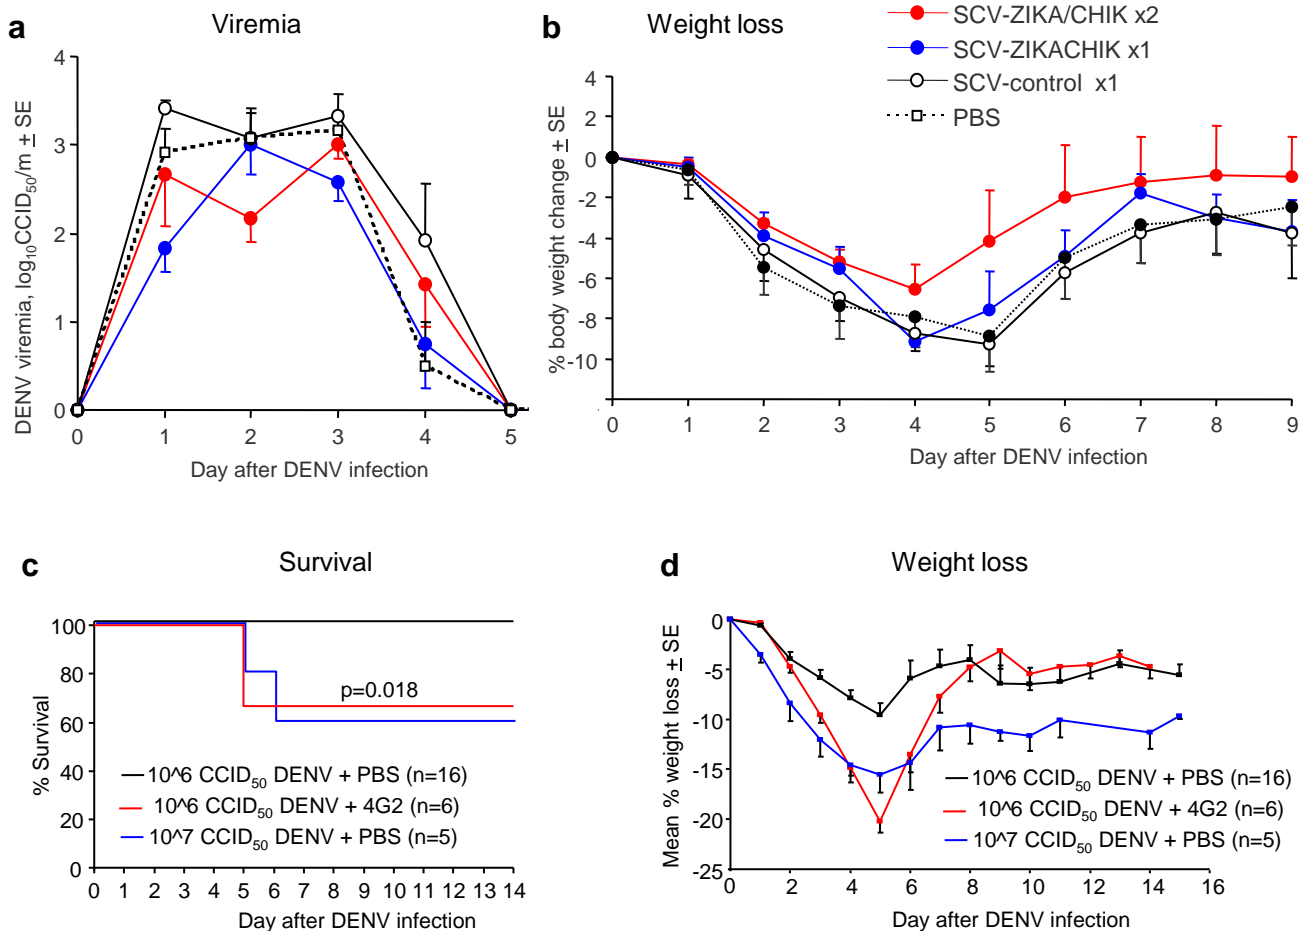 a
Viremia
DENV viremia, log10CCID50/m ± SE
4
3
2
1
0
0 1 2 3 4 5
Day after DENV infection
b
Weight loss
SCV-ZIKA/CHIK x2
SCV-ZIKACHIK x1
SCV-control x1
PBS
% body weight change ± SE
4
2
0
-2
-4
-6
-8
-10
0 1 2 3 4 5 6 7 8 9
Day after DENV infection
c
Survival
% Survival
100
80
60
40
20
0
p=0.018
10^6 CCID50 DENV + PBS (n=16)
10^6 CCID50 DENV + 4G2 (n=6)
10^7 CCID50 DENV + PBS (n=5)
0 1 2 3 4 5 6 7 8 9 10 11 12 13 14
Day after DENV infection
d
Weight loss
Mean % weight loss ± SE
0
-5
-10
-15
-20
-25
10^6 CCID50 DENV + PBS (n=16)
10^6 CCID50 DENV + 4G2 (n=6)
10^7 CCID50 DENV + PBS (n=5)
0 2 4 6 8 10 12 14 16
Day after DENV infection